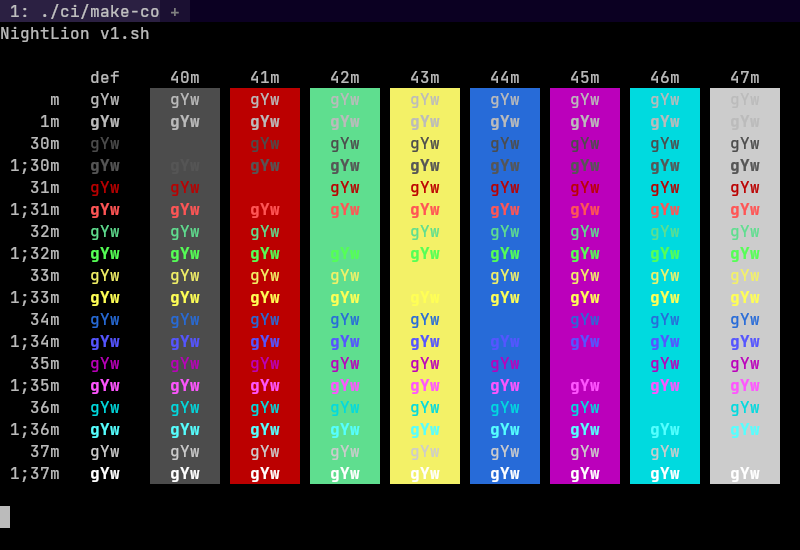 1: ./ci/make-co +
NightLion v1.sh
def 40m 41m 42m 43m 44m 45m 46m 47m
m gYw gYw gYw gYw gYw gYw gYw gYw gYw
1m gYw gYw gYw gYw gYw gYw gYw gYw gYw
30m gYw gYw gYw gYw gYw gYw gYw gYw
1;30m gYw gYw gYw gYw gYw gYw gYw gYw gYw
31m gYw gYw gYw gYw gYw gYw gYw gYw
1;31m gYw gYw gYw gYw gYw gYw gYw gYw gYw
32m gYw gYw gYw gYw gYw gYw gYw gYw
1;32m gYw gYw gYw gYw gYw gYw gYw gYw gYw
33m gYw gYw gYw gYw gYw gYw gYw gYw
1;33m gYw gYw gYw gYw gYw gYw gYw gYw gYw
34m gYw gYw gYw gYw gYw gYw gYw gYw
1;34m gYw gYw gYw gYw gYw gYw gYw gYw gYw
35m gYw gYw gYw gYw gYw gYw gYw gYw
1;35m gYw gYw gYw gYw gYw gYw gYw gYw gYw
36m gYw gYw gYw gYw gYw gYw gYw gYw
1;36m gYw gYw gYw gYw gYw gYw gYw gYw gYw
37m gYw gYw gYw gYw gYw gYw gYw gYw
1;37m gYw gYw gYw gYw gYw gYw gYw gYw gYw